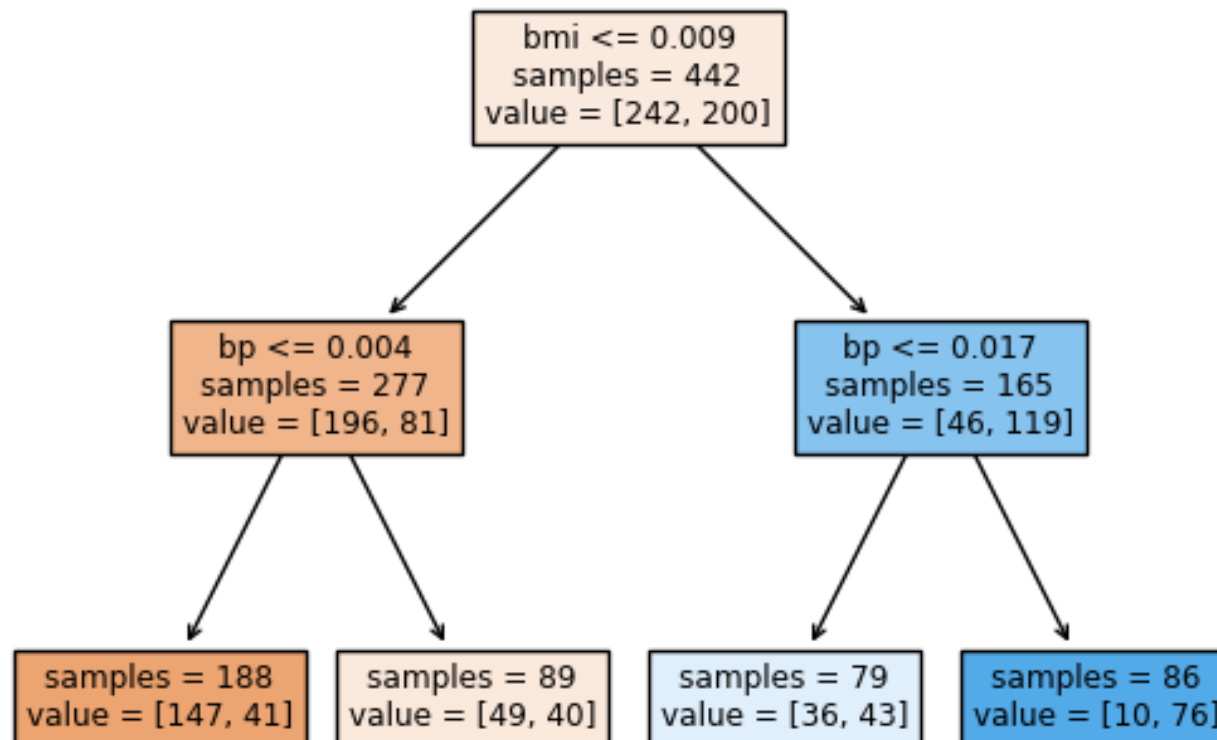 bmi <= 0.009
samples = 442
value = [242, 200]
bp <= 0.004
samples = 277
value = [196, 81]
bp <= 0.017
samples = 165
value = [46, 119]
samples = 188
value = [147, 41]
samples = 89
value = [49, 40]
samples = 79
value = [36, 43]
samples = 86
value = [10, 76]